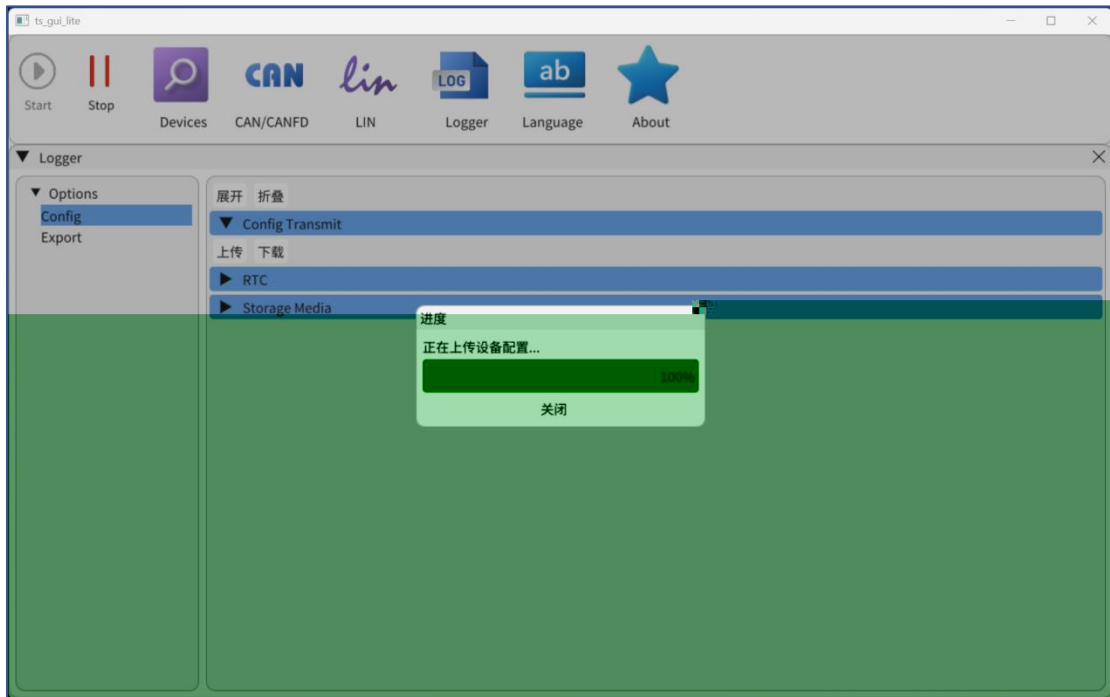 ts_gui_lite
CAN lin LOG ab
Start Stop Devices CAN/CANFD LIN Logger Language About
Logger
Options
Config
Export
展开 折叠
Config Transmit
上传 下载
RTC
Storage Media
进度
正在上传设备配置...
100%
关闭